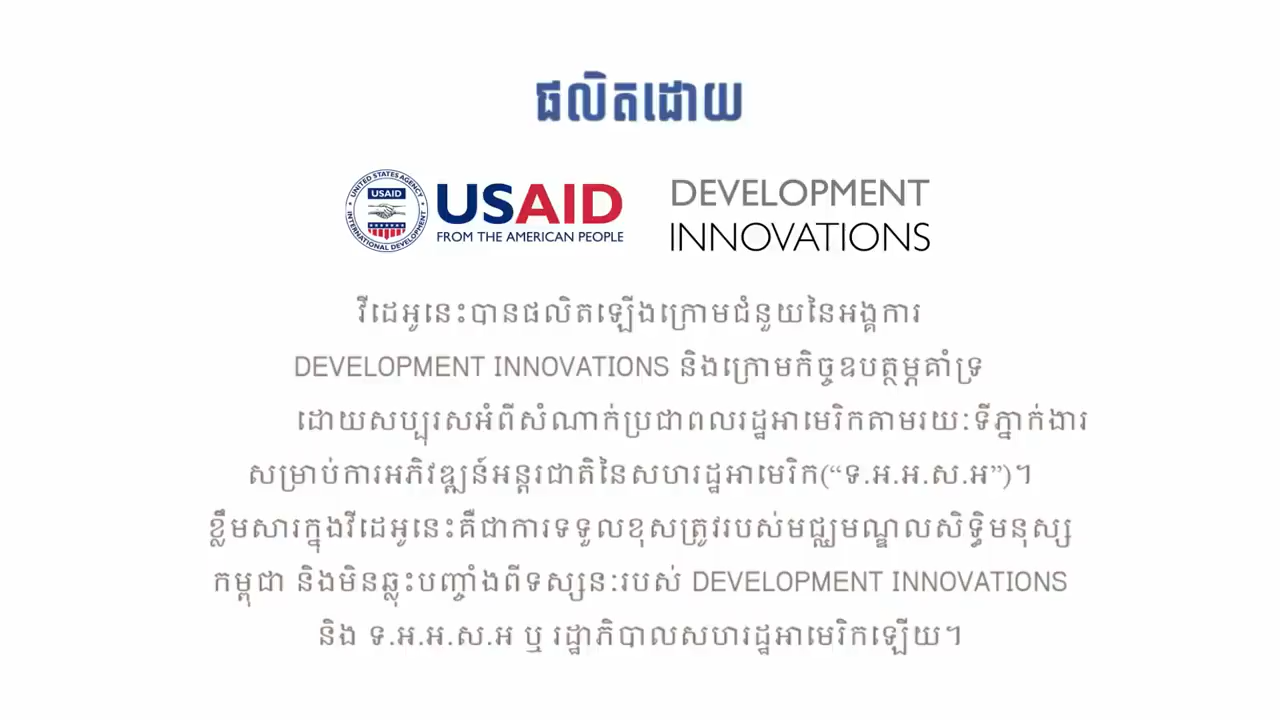 ផលិតដោយ
UNITED STATES AGENCY
USAID
INTERNATIONAL DEVELOPMENT
USAID
FROM THE AMERICAN PEOPLE
DEVELOPMENT
INNOVATIONS
វីដេអូនេះបានផលិតឡើងក្រោមជំនួយនៃអង្គការ
DEVELOPMENT INNOVATIONS និងក្រោមកិច្ចឧបត្ថម្ភគាំទ្រ
ដោយសប្បុរសអំពីសំណាក់ប្រជាពលរដ្ឋអាមេរិកតាមរយៈទីភ្នាក់ងារ
សម្រាប់ការអភិវឌ្ឍន៍អន្តរជាតិនៃសហរដ្ឋអាមេរិក(“ទ.អ.អ.ស.អ”)។
ខ្លឹមសារក្នុងវីដេអូនេះគឺជាការទទួលខុសត្រូវរបស់មជ្ឈមណ្ឌលសិទ្ធិមនុស្ស
កម្ពុជា និងមិនឆ្លុះបញ្ចាំងពីទស្សនៈរបស់ DEVELOPMENT INNOVATIONS
និង ទ.អ.អ.ស.អ ឬ រដ្ឋាភិបាលសហរដ្ឋអាមេរិកឡើយ។